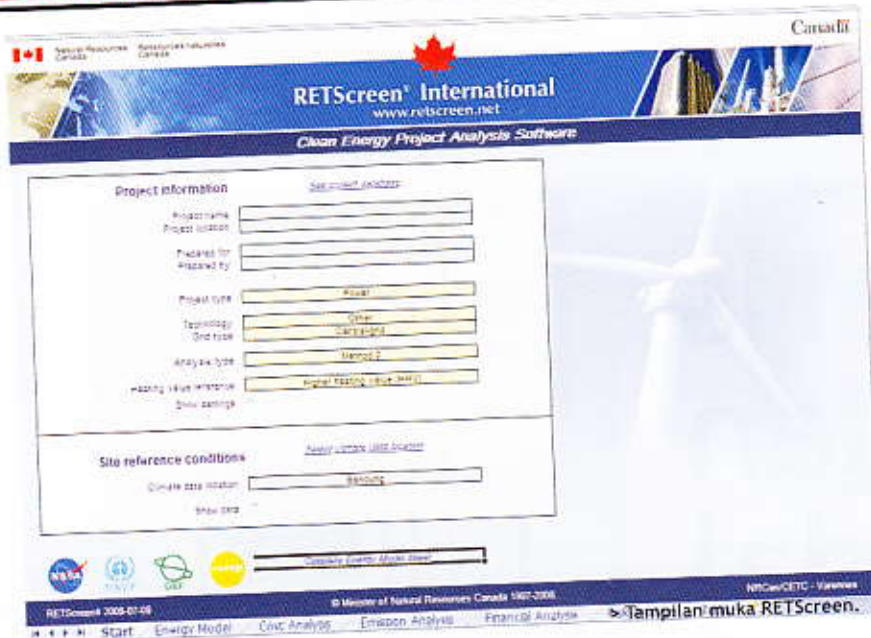 Canada
Natural Resources Canada
Ressources naturelles Canada
RETScreen® International
www.retscreen.net
Clean Energy Project Analysis Software
Project information
See project database
Project name
Project location
Prepared for
Prepared by
Project type
Power
Technology
Other
Grid type
Central-grid
Analysis type
Method 2
Heating value reference
Higher heating value (HHV)
Show settings
Site reference conditions
Select climate data location
Climate data location
Bandung
Show data
NASA
UNEP
GEF
Complete Energy Model sheet
RETScreen4 2008-07-09
© Minister of Natural Resources Canada 1997-2008.
NRCan/CETC - Varennes
Start
Energy Model
Cost Analysis
Emission Analysis
Financial Analysis
Tampilan muka RETScreen.